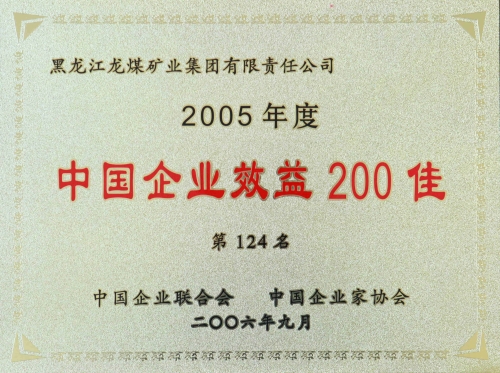 黑龙江龙煤矿业集团有限责任公司
2005年度
中国企业效益200佳
第124名
中国企业联合会 中国企业家协会
二〇〇六年九月